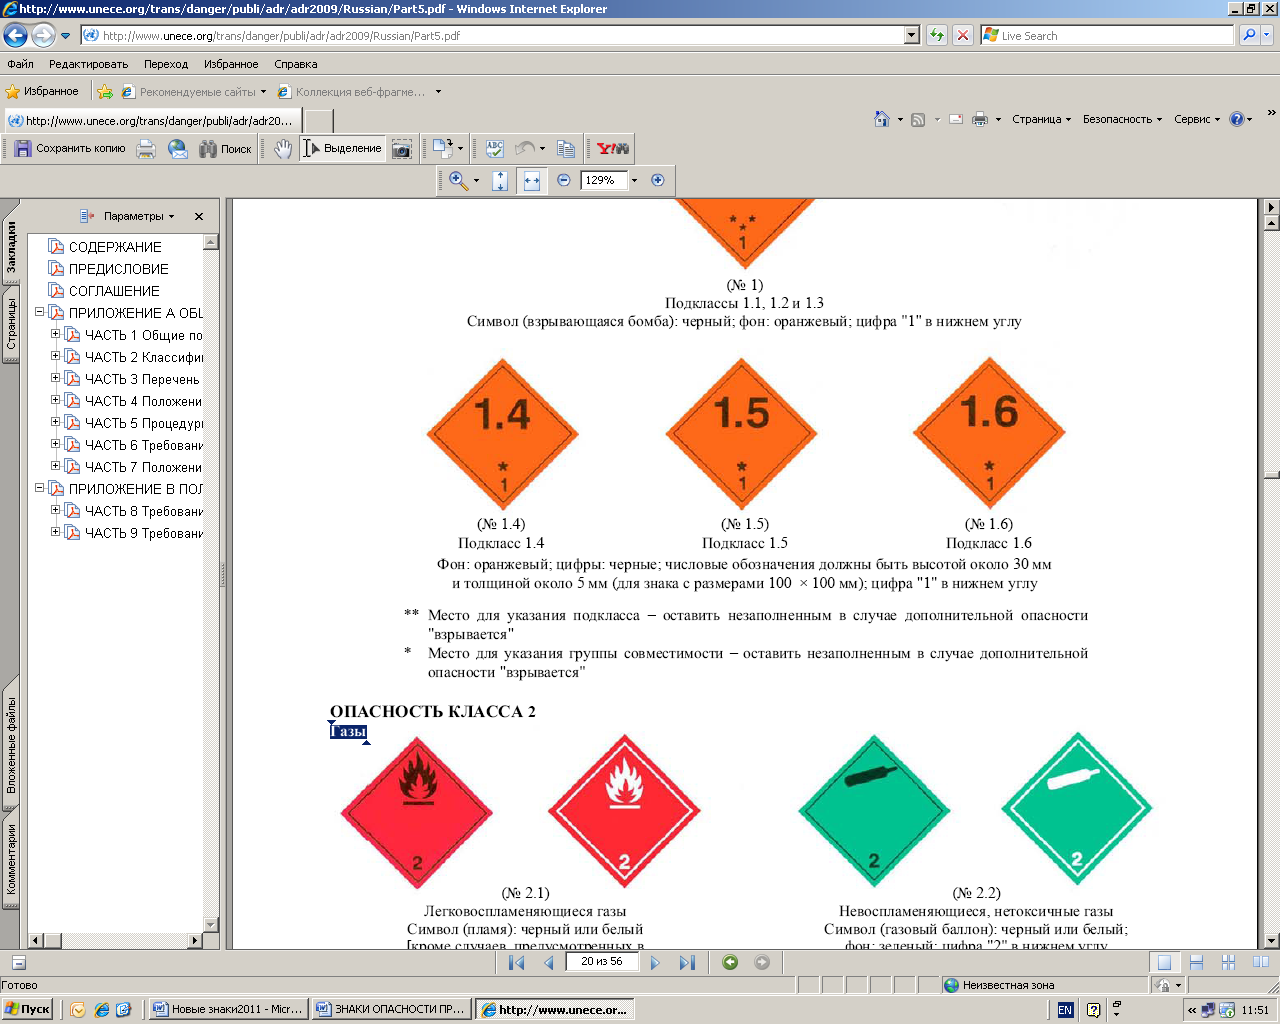 http://www.unece.org/trans/danger/publi/adr/adr2009/Russian/Part5.pdf - Windows Internet Explorer
http://www.unece.org/trans/danger/publi/adr/adr2009/Russian/Part5.pdf
Live Search
Файл Редактировать Переход Избранное Справка
Избранное Рекомендуемые сайты Коллекция веб-фрагме...
http://www.unece.org/trans/danger/publi/adr/adr20...
Страница Безопасность Сервис
Сохранить копию Поиск Выделение
129%
Закладки
Страницы
Вложенные файлы
Комментарии
Параметры
СОДЕРЖАНИЕ
ПРЕДИСЛОВИЕ
СОГЛАШЕНИЕ
ПРИЛОЖЕНИЕ А ОБЩ
ЧАСТЬ 1 Общие по
ЧАСТЬ 2 Классифи
ЧАСТЬ 3 Перечень
ЧАСТЬ 4 Положени
ЧАСТЬ 5 Процедур
ЧАСТЬ 6 Требовани
ЧАСТЬ 7 Положени
ПРИЛОЖЕНИЕ В ПОЛ
ЧАСТЬ 8 Требовани
ЧАСТЬ 9 Требовани
* * *
1
(№ 1)
Подклассы 1.1, 1.2 и 1.3
Символ (взрывающаяся бомба): черный; фон: оранжевый; цифра "1" в нижнем углу
1.4 1.5 1.6
* * *
1 1 1
(№ 1.4) (№ 1.5) (№ 1.6)
Подкласс 1.4 Подкласс 1.5 Подкласс 1.6
Фон: оранжевый; цифры: черные; числовые обозначения должны быть высотой около 30 мм
и толщиной около 5 мм (для знака с размерами 100 × 100 мм); цифра "1" в нижнем углу
** Место для указания подкласса – оставить незаполненным в случае дополнительной опасности
"взрывается"
* Место для указания группы совместимости – оставить незаполненным в случае дополнительной
опасности "взрывается"
ОПАСНОСТЬ КЛАССА 2
Газы
2 2 2 2
(№ 2.1) (№ 2.2)
Легковоспламеняющиеся газы Невоспламеняющиеся, нетоксичные газы
Символ (пламя): черный или белый Символ (газовый баллон): черный или белый;
[кроме случаев, предусмотренных в фон: зеленый; цифра "2" в нижнем углу
20 из 56
Готово Неизвестная зона
Пуск Новые знаки2011 - Micr... ЗНАКИ ОПАСНОСТИ ПР... http://www.unece.or... EN 11:51